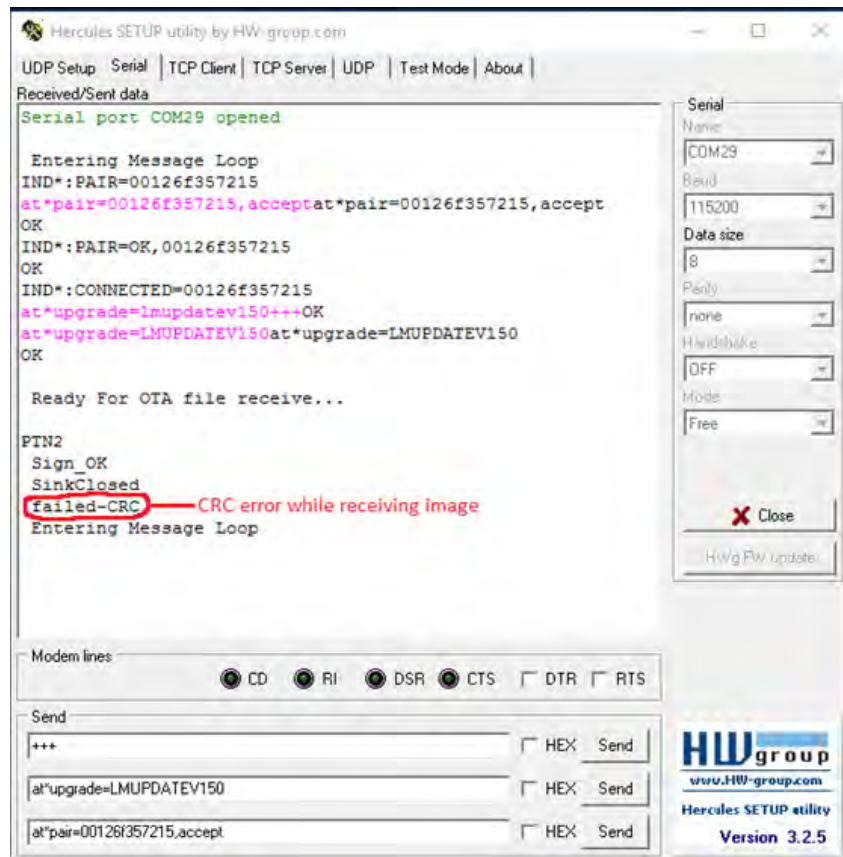 Hercules SETUP utility by HW-group.com
UDP Setup Serial TCP Client TCP Server UDP Test Mode About
Received/Sent data
Serial port COM29 opened
Entering Message Loop
IND*:PAIR=00126f357215
at*pair=00126f357215,acceptat*pair=00126f357215,accept
OK
IND*:PAIR=OK,00126f357215
OK
IND*:CONNECTED=00126f357215
at*upgrade=lmupdatev150+++OK
at*upgrade=LMUPDATEV150at*upgrade=LMUPDATEV150
OK
Ready For OTA file receive...
PTN2
Sign_OK
SinkClosed
failed-CRC CRC error while receiving image
Entering Message Loop
Serial
Name
COM29
Baud
115200
Data size
8
Parity
none
Handshake
OFF
Mode
Free
Close
HWg FW update
Modem lines
CD RI DSR CTS DTR RTS
Send
+++ HEX Send
at*upgrade=LMUPDATEV150 HEX Send
at*pair=00126f357215,accept HEX Send
HWgroup
www.HW-group.com
Hercules SETUP utility
Version 3.2.5